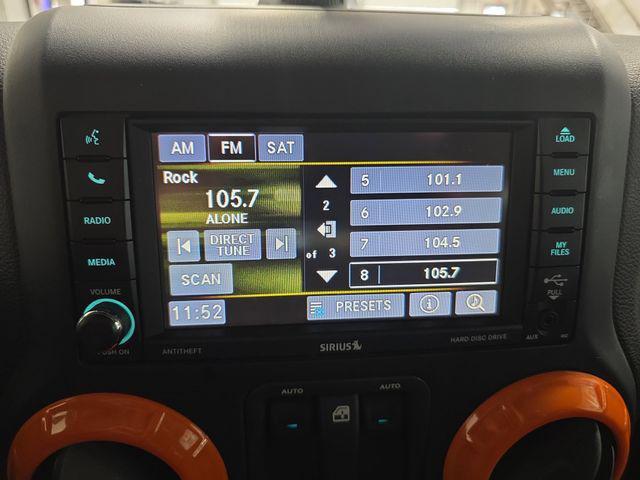 AM FM SAT
Rock
105.7
ALONE
DIRECT
TUNE
SCAN
11:52
2
of 3
5 101.1
6 102.9
7 104.5
8 105.7
PRESETS
RADIO
MEDIA
VOLUME
PUSH ON
LOAD
MENU
AUDIO
MY
FILES
PULL
AUX
ANTITHEFT
SIRIUS
HARD DISC DRIVE
AUTO
AUTO